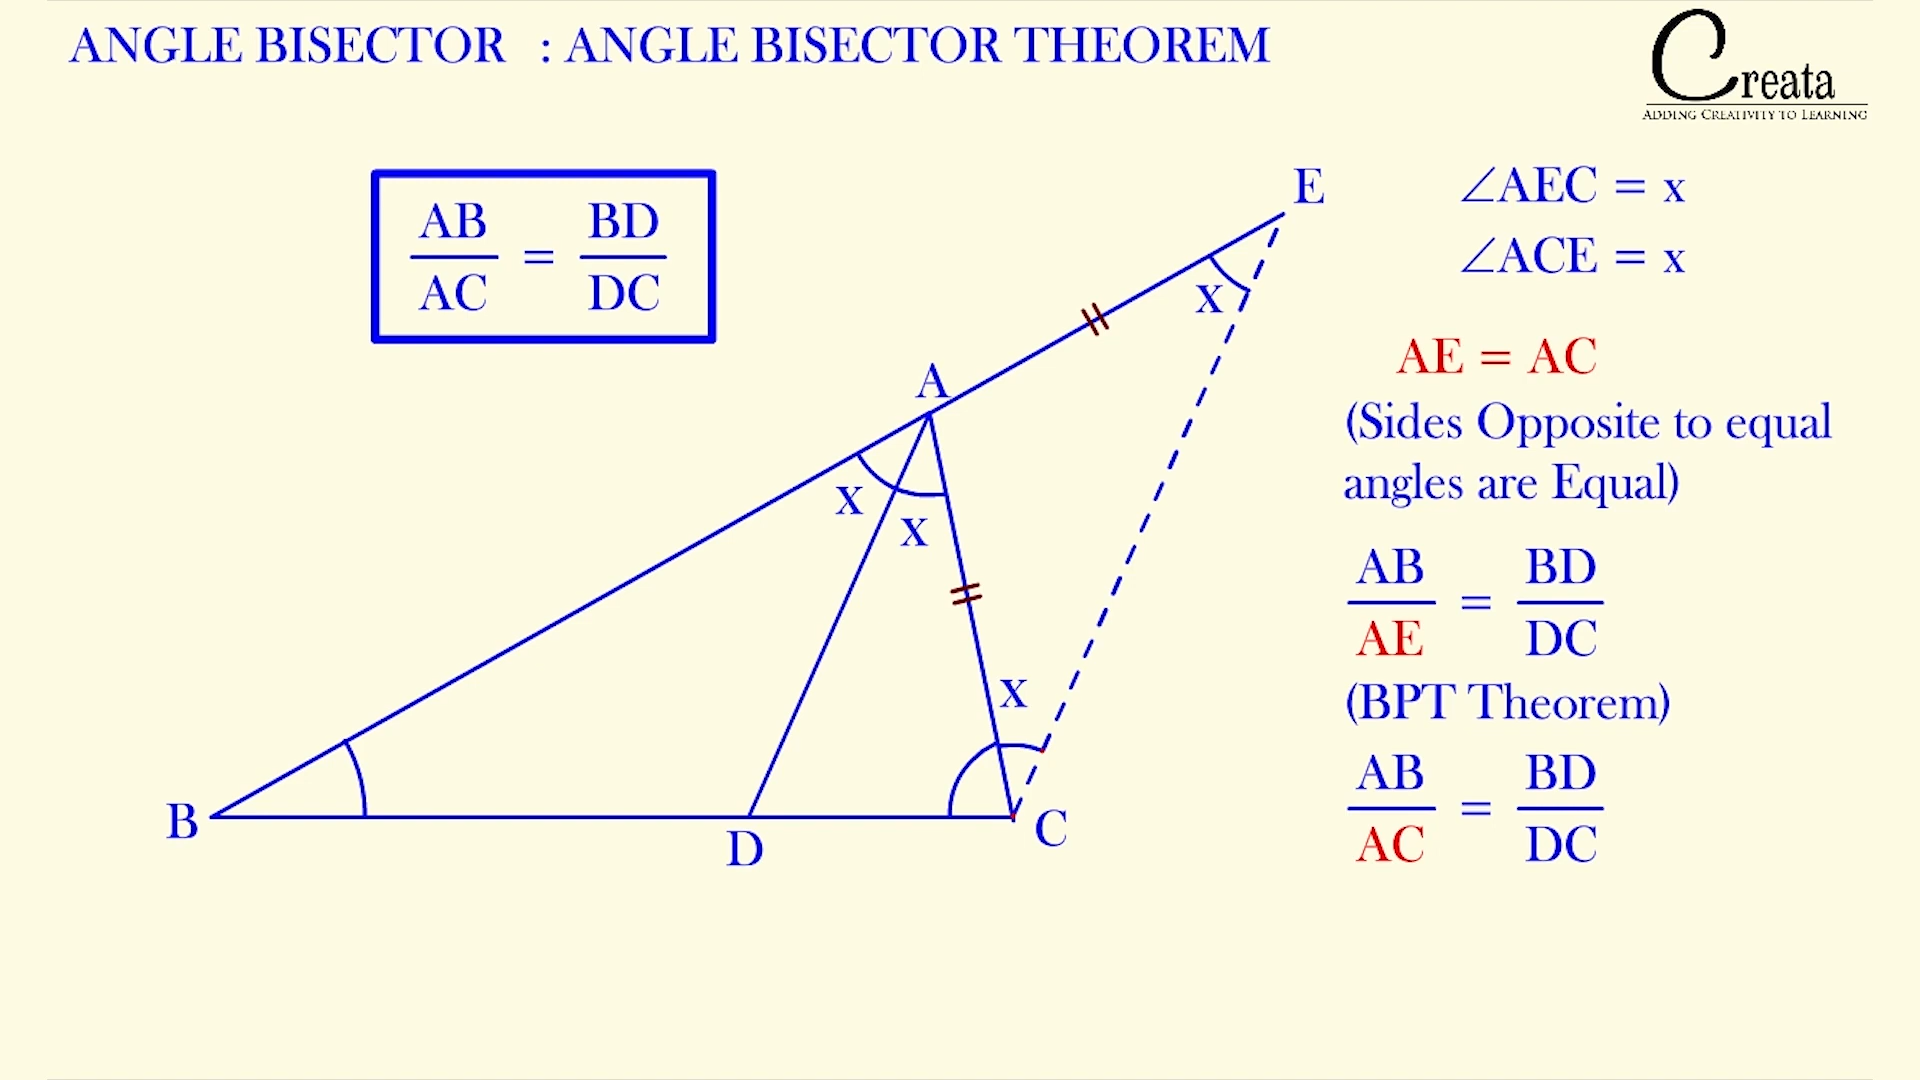 ANGLE BISECTOR : ANGLE BISECTOR THEOREM
Creata
ADDING CREATIVITY TO LEARNING
AB/AC = BD/DC
E
A
B
D
C
x
x
x
x
∠AEC = x
∠ACE = x
AE = AC
(Sides Opposite to equal
angles are Equal)
AB/AE = BD/DC
(BPT Theorem)
AB/AC = BD/DC